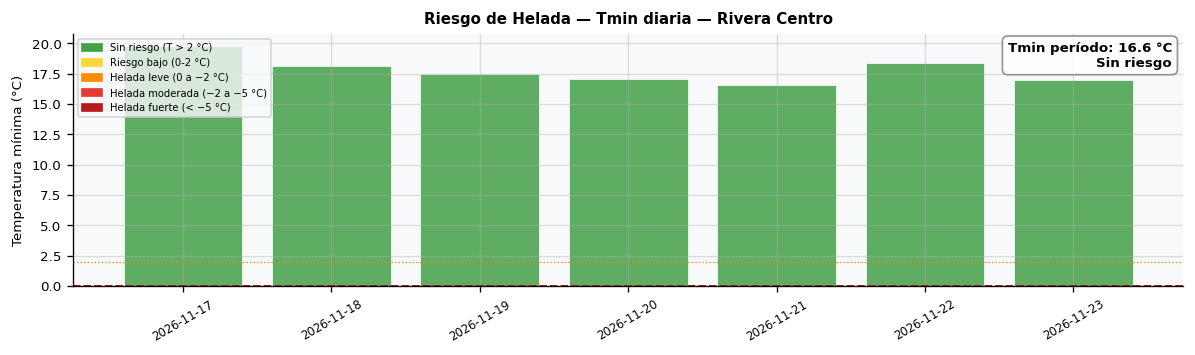 Riesgo de Helada — Tmin diaria — Rivera Centro
Temperatura mínima (°C)
20.0
17.5
15.0
12.5
10.0
7.5
5.0
2.5
0.0
Sin riesgo (T > 2 °C)
Riesgo bajo (0-2 °C)
Helada leve (0 a −2 °C)
Helada moderada (−2 a −5 °C)
Helada fuerte (< −5 °C)
Tmin período: 16.6 °C
Sin riesgo
2026-11-17
2026-11-18
2026-11-19
2026-11-20
2026-11-21
2026-11-22
2026-11-23